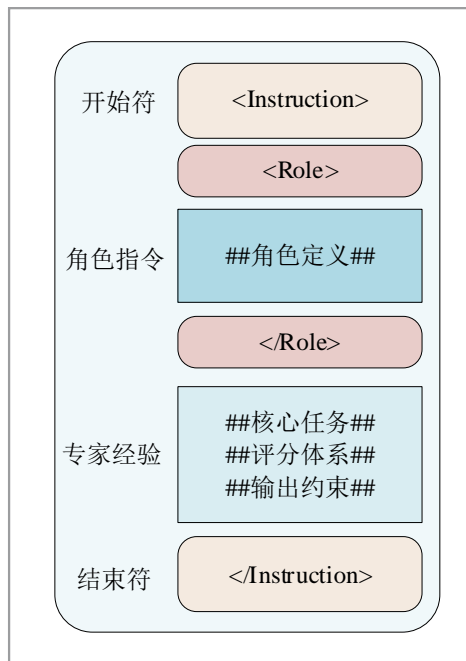 开始符 <Instruction>
<Role>
角色指令 ##角色定义##
</Role>
##核心任务##
专家经验 ##评分体系##
##输出约束##
结束符 </Instruction>